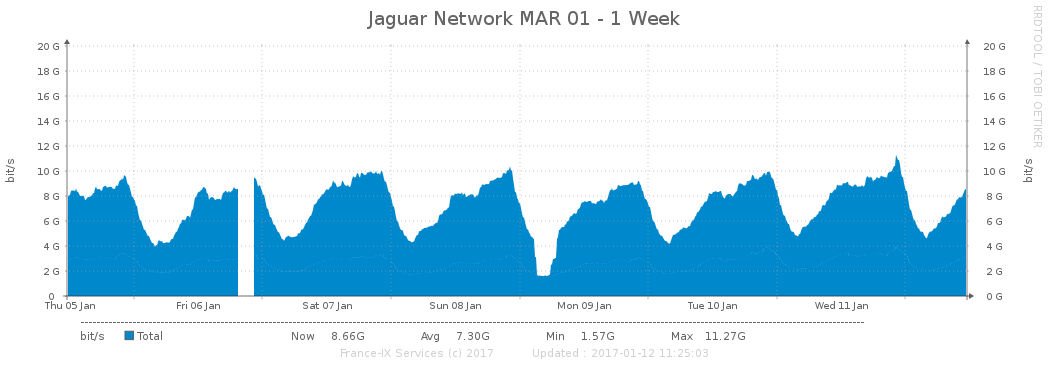 Jaguar Network MAR 01 - 1 Week
RRDTOOL / TOBI OETIKER
bit/s
bit/s
20 G 20 G
18 G 18 G
16 G 16 G
14 G 14 G
12 G 12 G
10 G 10 G
8 G 8 G
6 G 6 G
4 G 4 G
2 G 2 G
0 0 G
Thu 05 Jan Fri 06 Jan Sat 07 Jan Sun 08 Jan Mon 09 Jan Tue 10 Jan Wed 11 Jan
bit/s Total Now 8.66G Avg 7.30G Min 1.57G Max 11.27G
France-IX Services (c) 2017 Updated : 2017-01-12 11:25:03